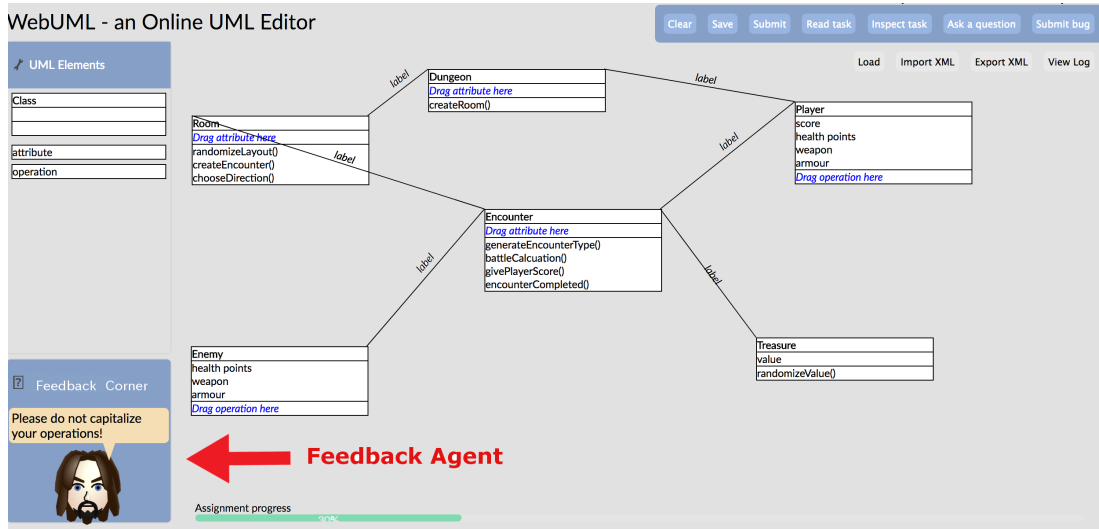 WebUML - an Online UML Editor
Clear
Save
Submit
Read task
Inspect task
Ask a question
Submit bug
Load
Import XML
Export XML
View Log
UML Elements
Class
attribute
operation
Dungeon
Drag attribute here
createRoom()
label
label
Room
Drag attribute here
randomizeLayout()
createEncounter()
chooseDirection()
label
Player
score
health points
weapon
armour
Drag operation here
label
Encounter
Drag attribute here
generateEncounterType()
battleCalcuation()
givePlayerScore()
encounterCompleted()
label
label
Enemy
health points
weapon
armour
Drag operation here
Treasure
value
randomizeValue()
? Feedback Corner
Please do not capitalize
your operations!
Feedback Agent
Assignment progress
30%